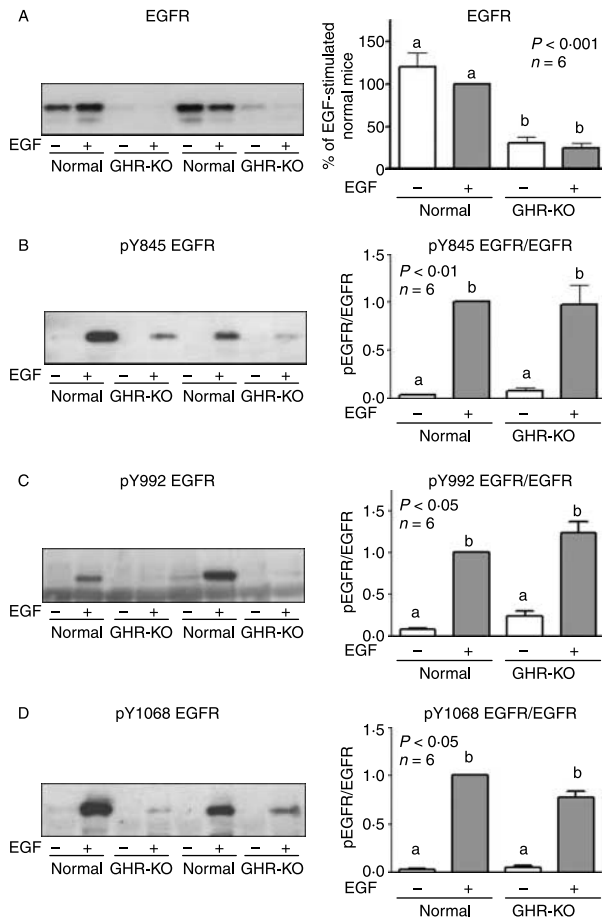 A
EGFR
EGF – + – + – + – +
Normal GHR-KO Normal GHR-KO
EGFR
% of EGF-stimulated
normal mice
150
100
50
0
a
a
b
b
P < 0·001
n = 6
EGF – + – +
Normal GHR-KO
B
pY845 EGFR
EGF – + – + – + – +
Normal GHR-KO Normal GHR-KO
pY845 EGFR/EGFR
pEGFR/EGFR
1·5
1·0
0·5
0·0
P < 0·01
n = 6
a
b
a
b
EGF – + – +
Normal GHR-KO
C
pY992 EGFR
EGF – + – + – + – +
Normal GHR-KO Normal GHR-KO
pY992 EGFR/EGFR
pEGFR/EGFR
1·5
1·0
0·5
0·0
P < 0·05
n = 6
a
b
a
b
EGF – + – +
Normal GHR-KO
D
pY1068 EGFR
EGF – + – + – + – +
Normal GHR-KO Normal GHR-KO
pY1068 EGFR/EGFR
pEGFR/EGFR
1·5
1·0
0·5
0·0
P < 0·05
n = 6
a
b
a
b
EGF – + – +
Normal GHR-KO